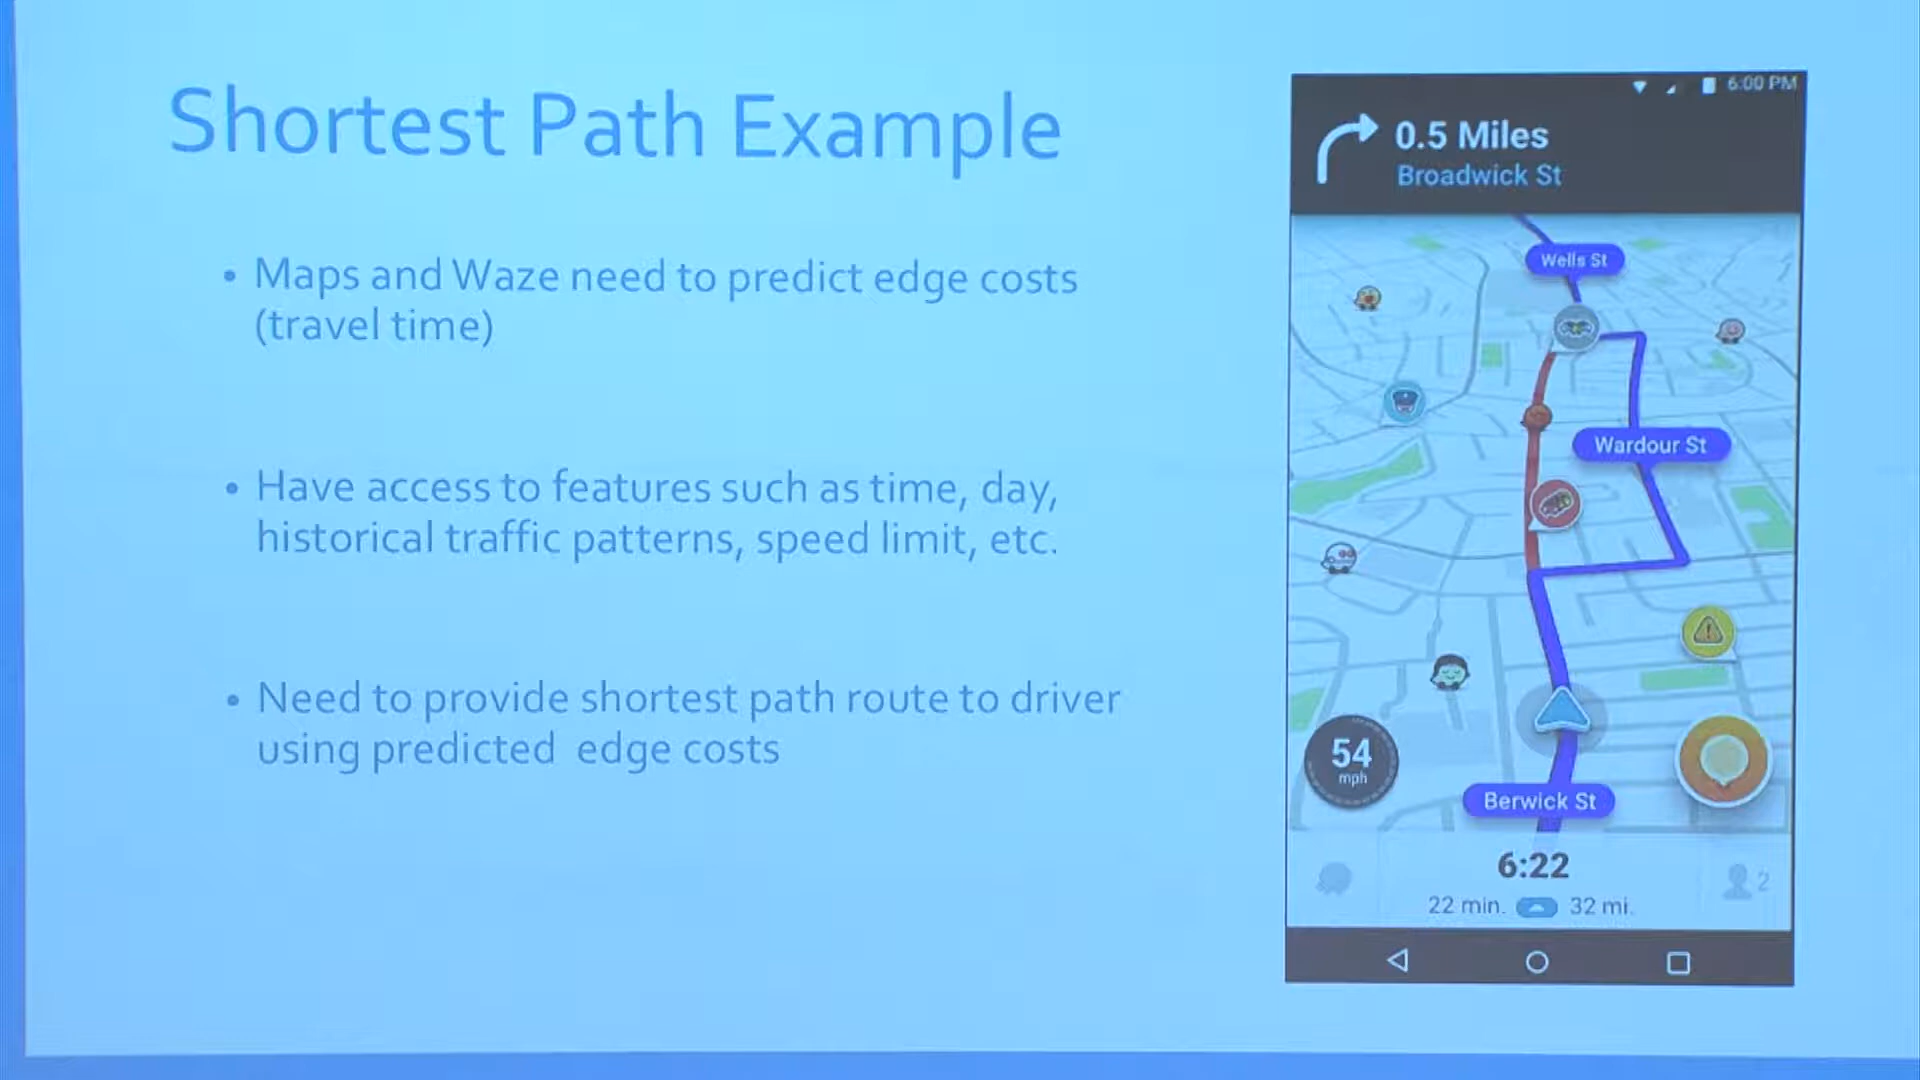 Shortest Path Example
• Maps and Waze need to predict edge costs
(travel time)
• Have access to features such as time, day,
historical traffic patterns, speed limit, etc.
• Need to provide shortest path route to driver
using predicted edge costs
6:00 PM
0.5 Miles
Broadwick St
Wells St
Wardour St
54
mph
Berwick St
6:22
2
22 min.
32 mi.